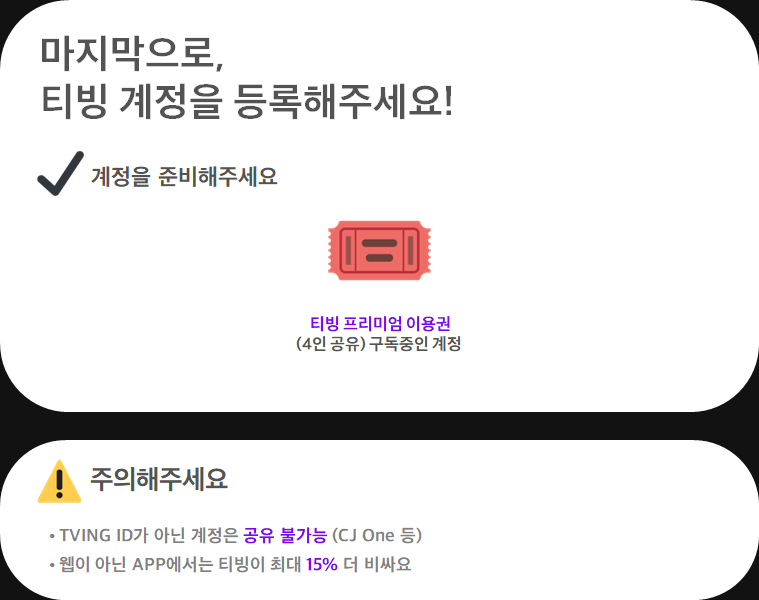 마지막으로,
티빙 계정을 등록해주세요!
계정을 준비해주세요
티빙 프리미엄 이용권
(4인 공유) 구독중인 계정
주의해주세요
• TVING ID가 아닌 계정은 공유 불가능 (CJ One 등)
• 웹이 아닌 APP에서는 티빙이 최대 15% 더 비싸요